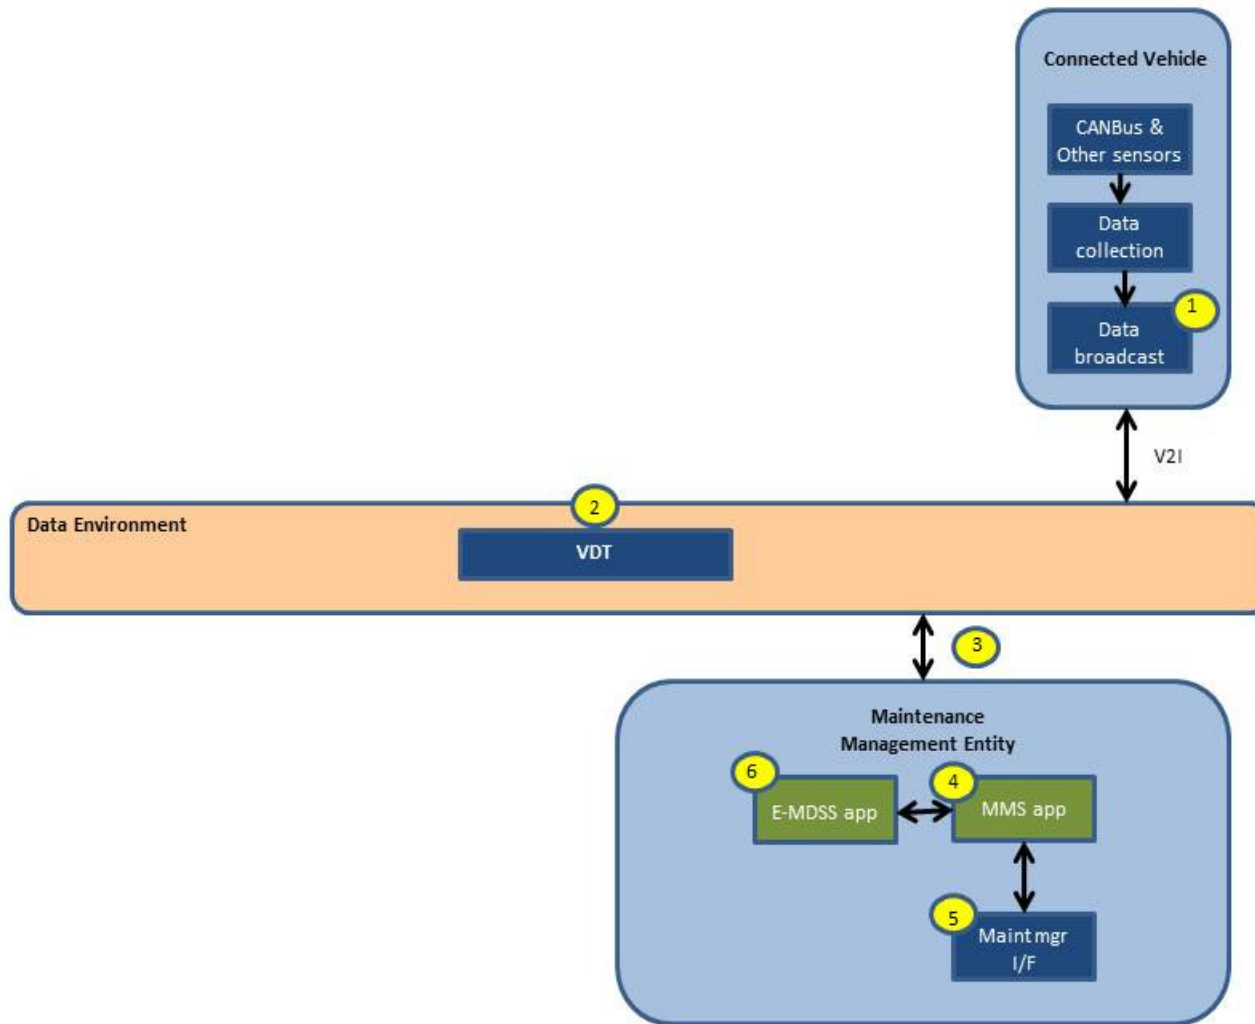 Connected Vehicle
CANBus &
Other sensors
Data
collection
1
Data
broadcast
V2I
2
Data Environment
VDT
3
Maintenance
Management Entity
6
4
E-MDSS app
MMS app
5
Maint mgr
I/F